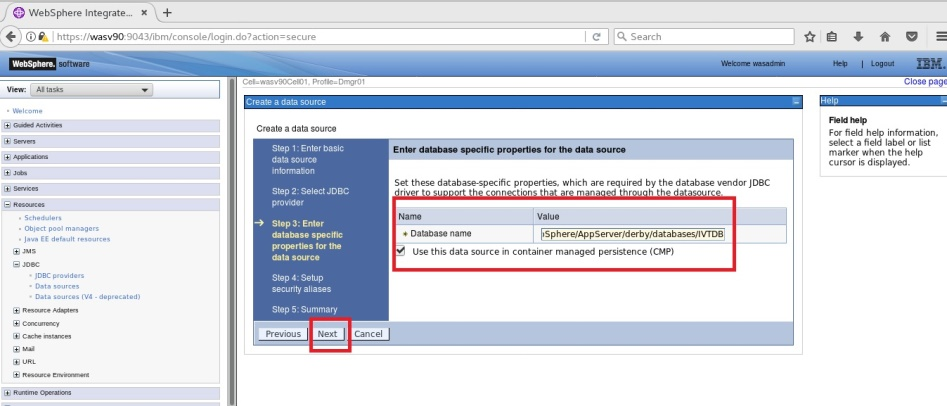 WebSphere Integrate...
https://wasv90:9043/ibm/console/login.do?action=secure
Search
WebSphere. software
Welcome wasadmin
Help
Logout
IBM.
View: All tasks
Cell=wasv90Cell01, Profile=Dmgr01
Close page
Welcome
Guided Activities
Servers
Applications
Jobs
Services
Resources
Schedulers
Object pool managers
Java EE default resources
JMS
JDBC
JDBC providers
Data sources
Data sources (V4 - deprecated)
Resource Adapters
Concurrency
Cache instances
Mail
URL
Resource Environment
Runtime Operations
Create a data source
Create a data source
Step 1: Enter basic
data source
information
Step 2: Select JDBC
provider
Step 3: Enter
database specific
properties for the
data source
Step 4: Setup
security aliases
Step 5: Summary
Enter database specific properties for the data source
Set these database-specific properties, which are required by the database vendor JDBC
driver to support the connections that are managed through the datasource.
Name Value
Database name Sphere/AppServer/derby/databases/IVTDB
Use this data source in container managed persistence (CMP)
Previous Next Cancel
Help
Field help
For field help information,
select a field label or list
marker when the help
cursor is displayed.